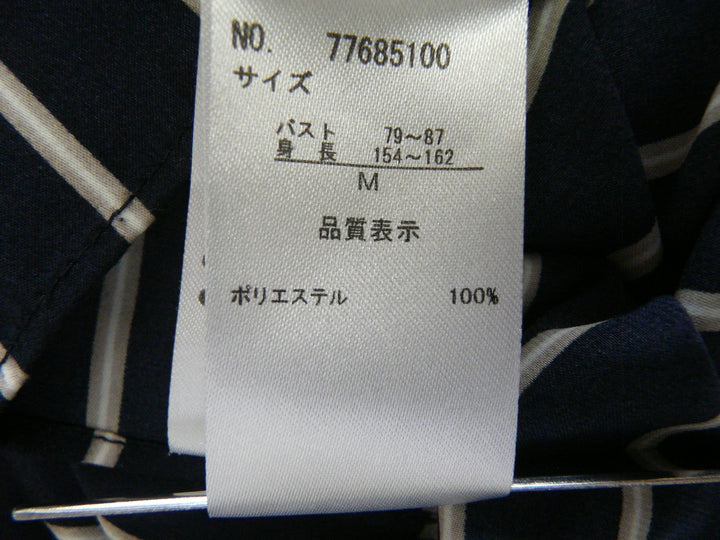 NO. 77685100
サイズ
バスト 79～87
身長 154～162
M
品質表示
ポリエステル 100%